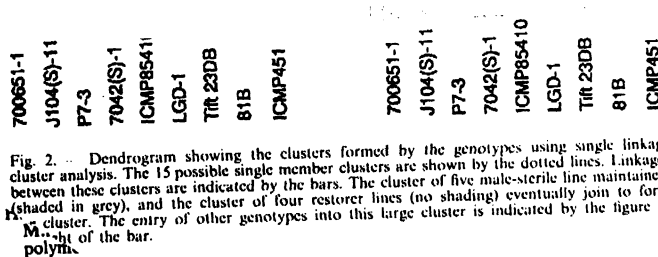 700651-1
J104(S)-11
P7-3
7042(S)-1
ICMP8541
LGD-1
Tift 23DB
81B
ICMP451
700651-1
J104(S)-11
P7-3
7042(S)-1
ICMP85410
LGD-1
Tift 23DB
81B
ICMP451
Fig. 2. Dendrogram showing the clusters formed by the genotypes using single linkag
cluster analysis. The 15 possible single member clusters are shown by the dotted lines. Linkag
between these clusters are indicated by the bars. The cluster of five male-sterile line maintaine
(shaded in grey), and the cluster of four restorer lines (no shading) eventually join to for
cluster. The entry of other genotypes into this large cluster is indicated by the figure
of the bar.
polym